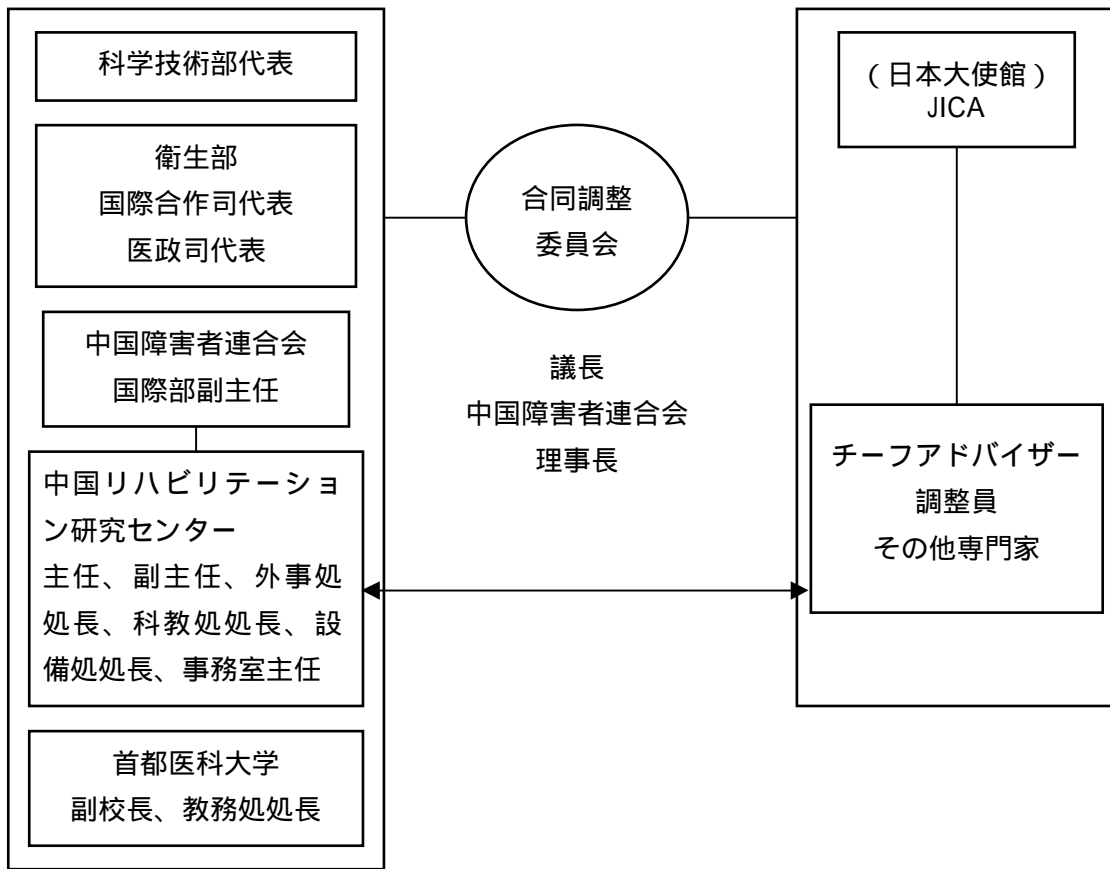 科学技術部代表
衛生部
国際合作司代表
医政司代表
中国障害者連合会
国際部副主任
中国リハビリテーショ
ン研究センター
主任、副主任、外事処
処長、科教処処長、設
備処処長、事務室主任
首都医科大学
副校長、教務処処長
合同調整
委員会
議長
中国障害者連合会
理事長
（日本大使館）
JICA
チーフアドバイザー
調整員
その他専門家